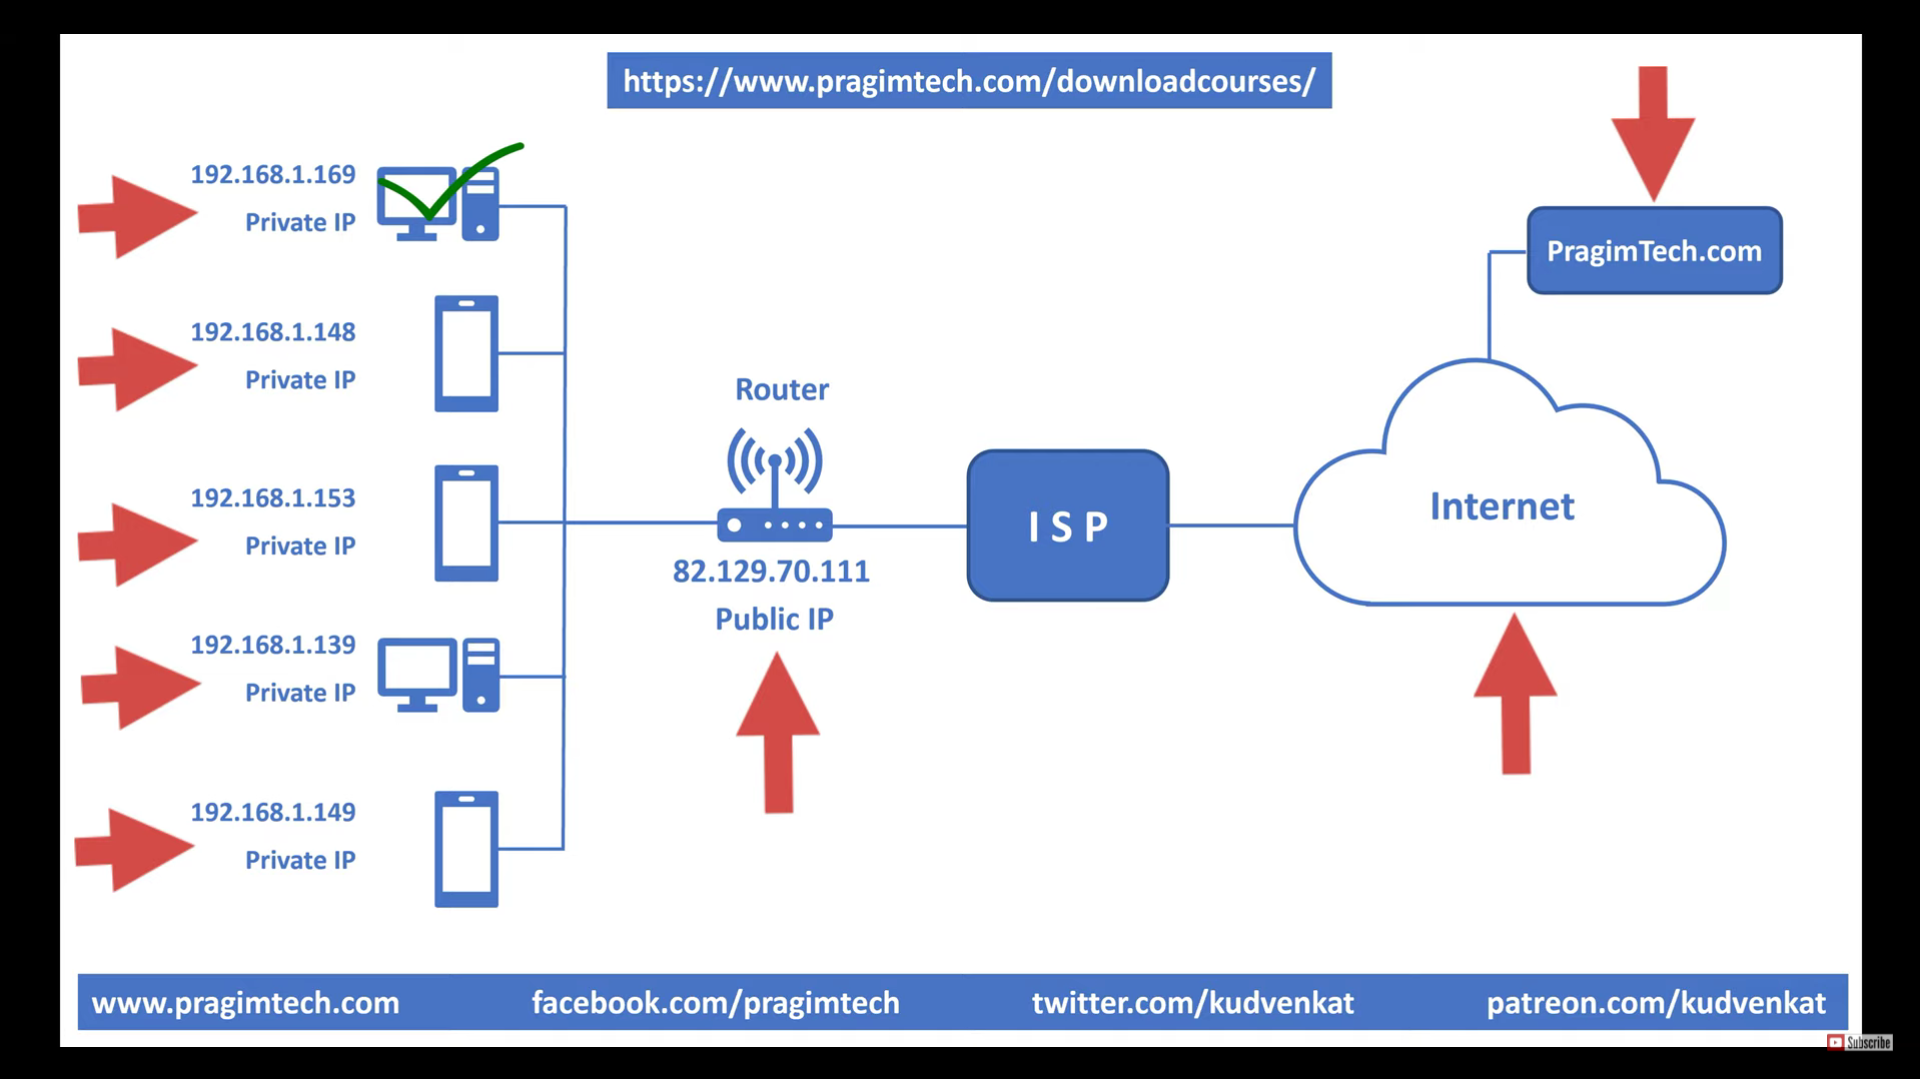 https://www.pragimtech.com/downloadcourses/
192.168.1.169
Private IP
PragimTech.com
192.168.1.148
Private IP
Router
192.168.1.153
Private IP
82.129.70.111
Public IP
I S P
Internet
192.168.1.139
Private IP
192.168.1.149
Private IP
www.pragimtech.com facebook.com/pragimtech twitter.com/kudvenkat patreon.com/kudvenkat
Subscribe